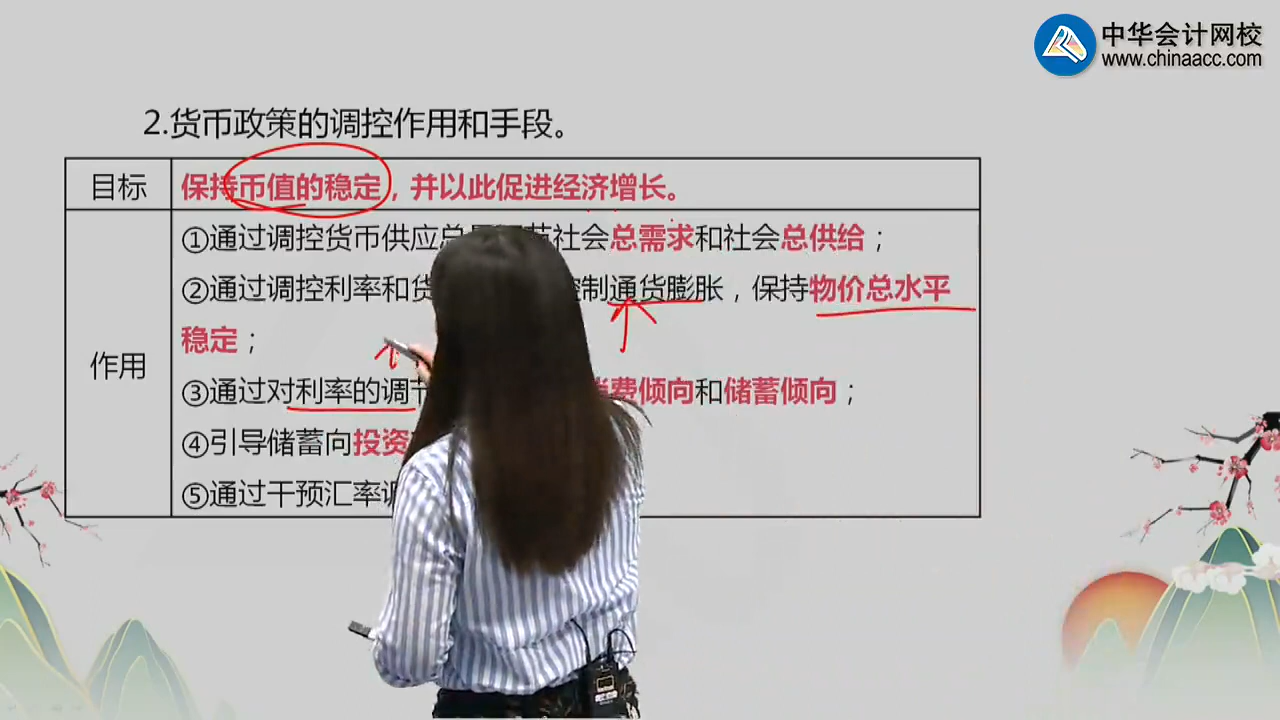 中华会计网校
www.chinaacc.com
2.货币政策的调控作用和手段。
目标
保持币值的稳定，并以此促进经济增长。
作用
①通过调控货币供应总 社会总需求和社会总供给；
②通过调控利率和货 控制通货膨胀，保持物价总水平
稳定；
③通过对利率的调节 消费倾向和储蓄倾向；
④引导储蓄向投资
⑤通过干预汇率调